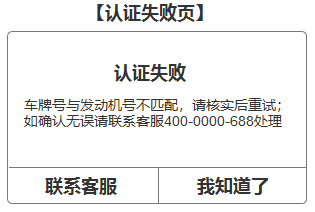 【认证失败页】
认证失败
车牌号与发动机号不匹配，请核实后重试；
如确认无误请联系客服400-0000-688处理
联系客服
我知道了